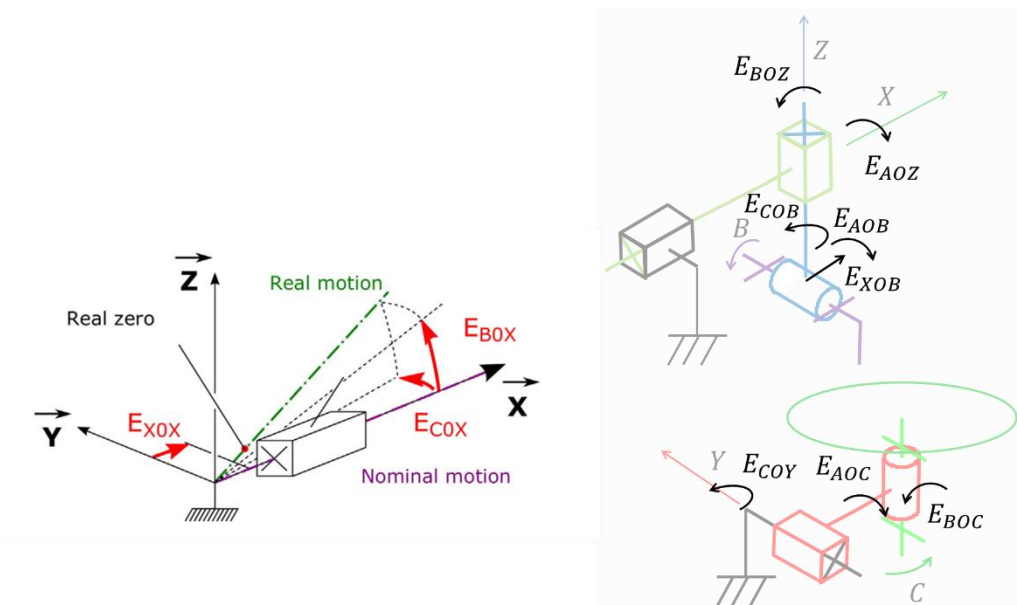 Z
Real motion
Real zero
E_B0X
X
Y
E_X0X
E_C0X
Nominal motion
Z
E_BOZ
X
E_AOZ
E_COB
E_AOB
B
E_XOB
Y
E_COY
E_AOC
E_BOC
C